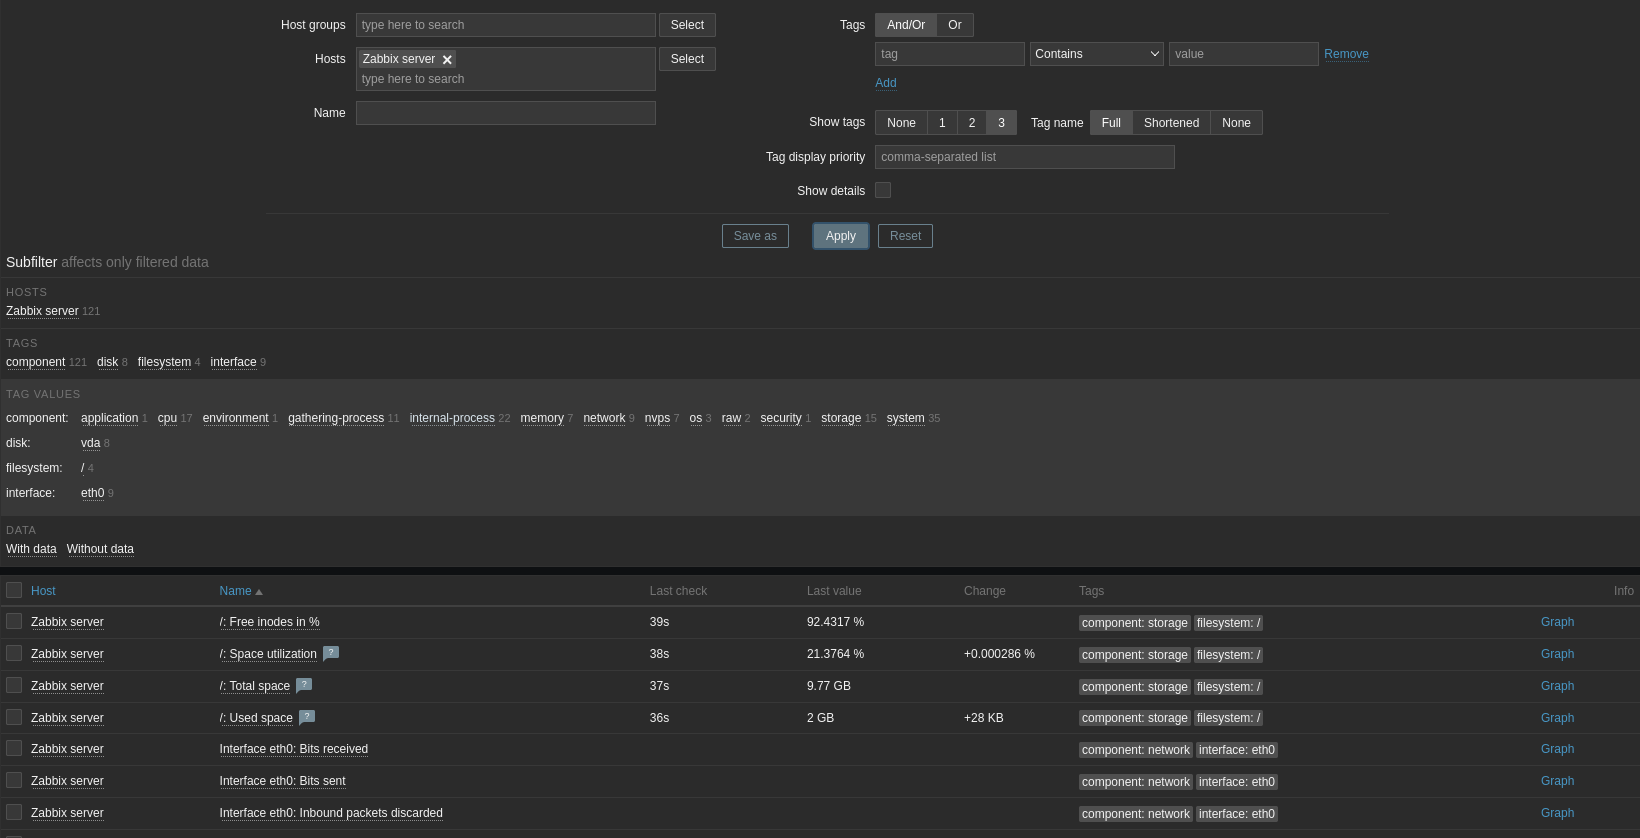 Host groups type here to search Select
Hosts Zabbix server ✕ Select
type here to search
Name
Tags And/Or Or
tag Contains value Remove
Add
Show tags None 1 2 3 Tag name Full Shortened None
Tag display priority comma-separated list
Show details
Save as Apply Reset
Subfilter affects only filtered data
HOSTS
Zabbix server 121
TAGS
component 121 disk 8 filesystem 4 interface 9
TAG VALUES
component: application 1 cpu 17 environment 1 gathering-process 11 internal-process 22 memory 7 network 9 nvps 7 os 3 raw 2 security 1 storage 15 system 35
disk: vda 8
filesystem: / 4
interface: eth0 9
DATA
With data Without data
Host Name Last check Last value Change Tags Info
Zabbix server /: Free inodes in % 39s 92.4317 % component: storage filesystem: / Graph
Zabbix server /: Space utilization ? 38s 21.3764 % +0.000286 % component: storage filesystem: / Graph
Zabbix server /: Total space ? 37s 9.77 GB component: storage filesystem: / Graph
Zabbix server /: Used space ? 36s 2 GB +28 KB component: storage filesystem: / Graph
Zabbix server Interface eth0: Bits received component: network interface: eth0 Graph
Zabbix server Interface eth0: Bits sent component: network interface: eth0 Graph
Zabbix server Interface eth0: Inbound packets discarded component: network interface: eth0 Graph